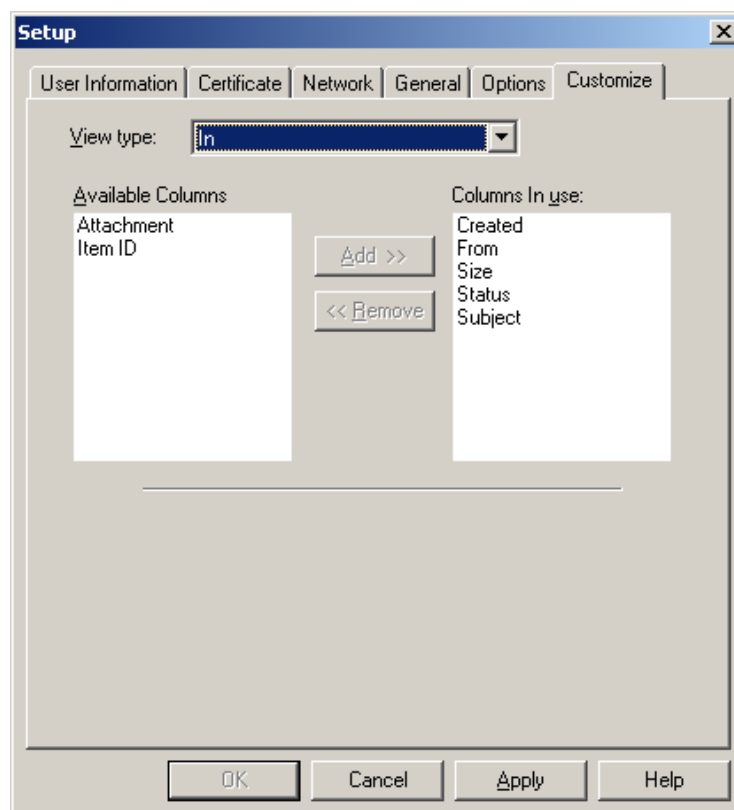 Setup
User Information Certificate Network General Options Customize
View type: In
Available Columns Columns In use:
Attachment
Item ID
Add >>
<< Remove
Created
From
Size
Status
Subject
OK Cancel Apply Help